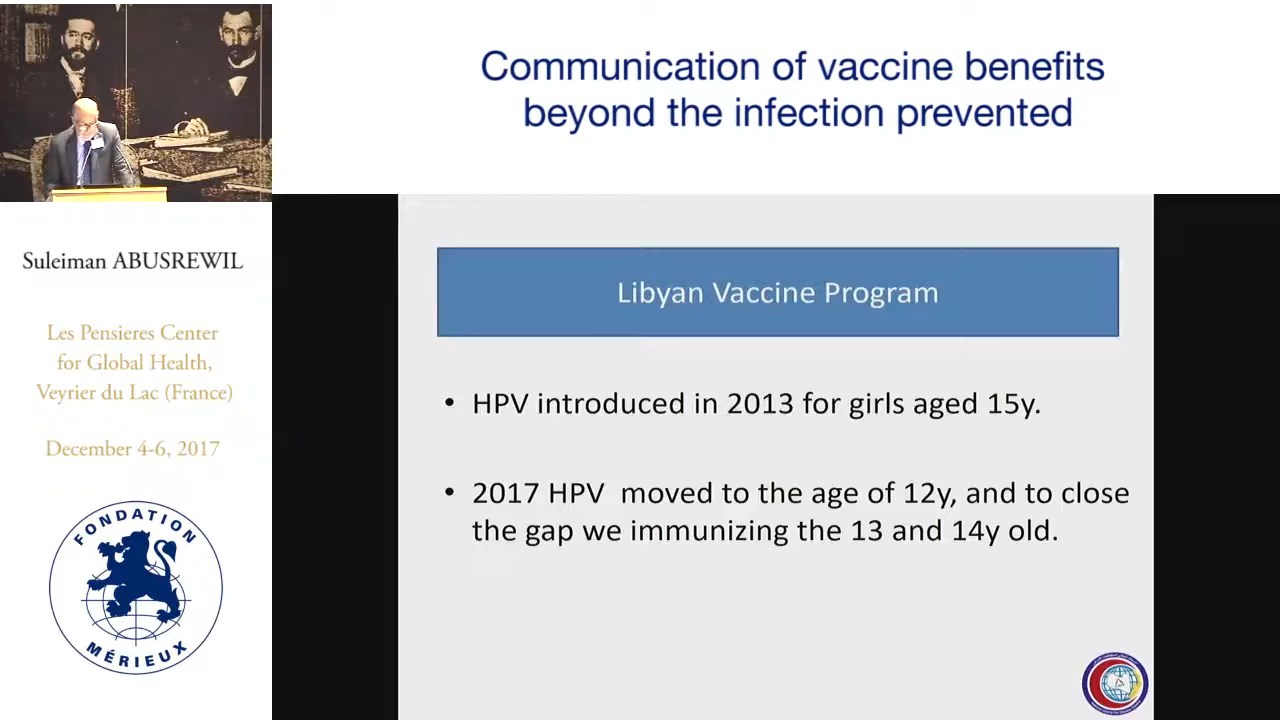 Communication of vaccine benefits
beyond the infection prevented
Suleiman ABUSREWIL
Les Pensieres Center
for Global Health,
Veyrier du Lac (France)
December 4-6, 2017
FONDATION
MÉRIEUX
Libyan Vaccine Program
• HPV introduced in 2013 for girls aged 15y.
• 2017 HPV moved to the age of 12y, and to close
the gap we immunizing the 13 and 14y old.